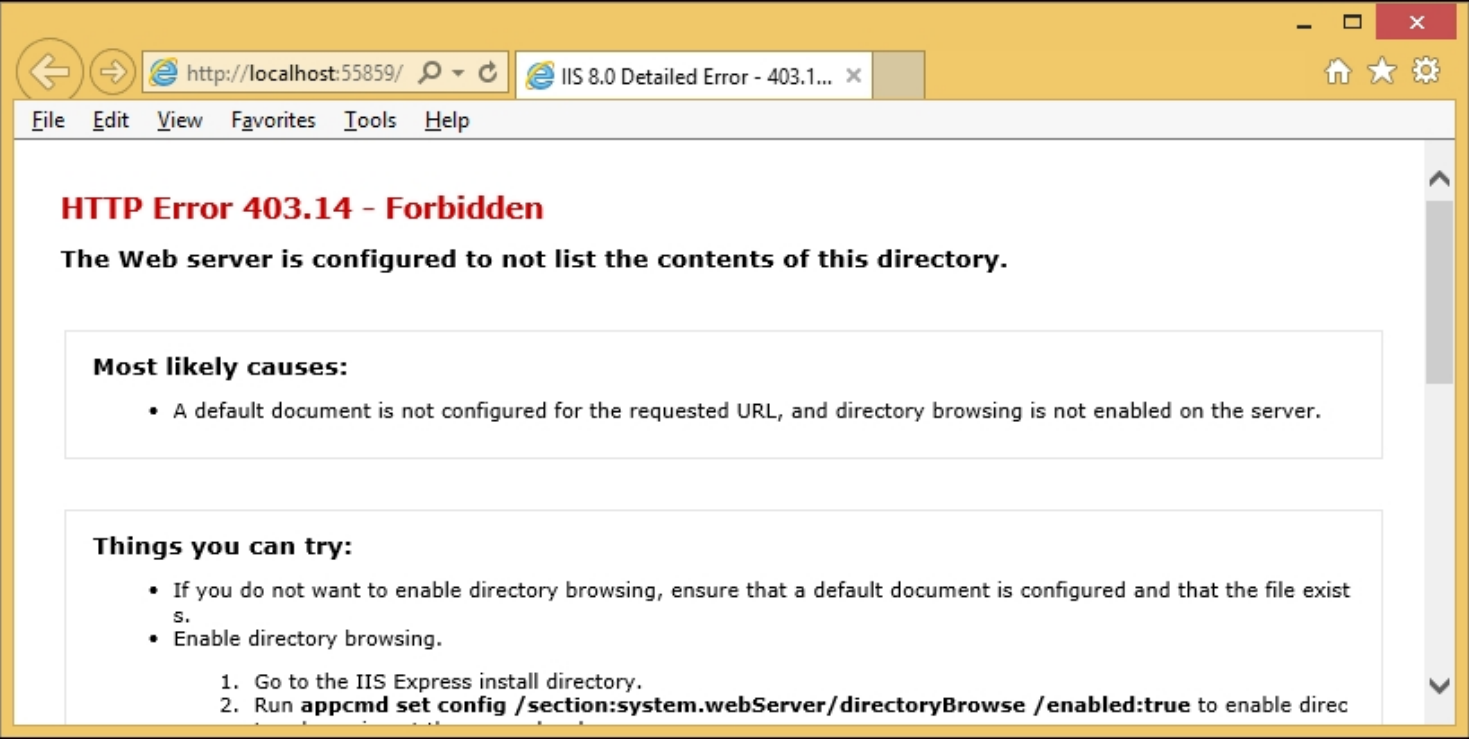 http://localhost:55859/
IIS 8.0 Detailed Error - 403.1...
File Edit View Favorites Tools Help
HTTP Error 403.14 - Forbidden
The Web server is configured to not list the contents of this directory.
Most likely causes:
• A default document is not configured for the requested URL, and directory browsing is not enabled on the server.
Things you can try:
• If you do not want to enable directory browsing, ensure that a default document is configured and that the file exist
s.
• Enable directory browsing.
1. Go to the IIS Express install directory.
2. Run appcmd set config /section:system.webServer/directoryBrowse /enabled:true to enable direc